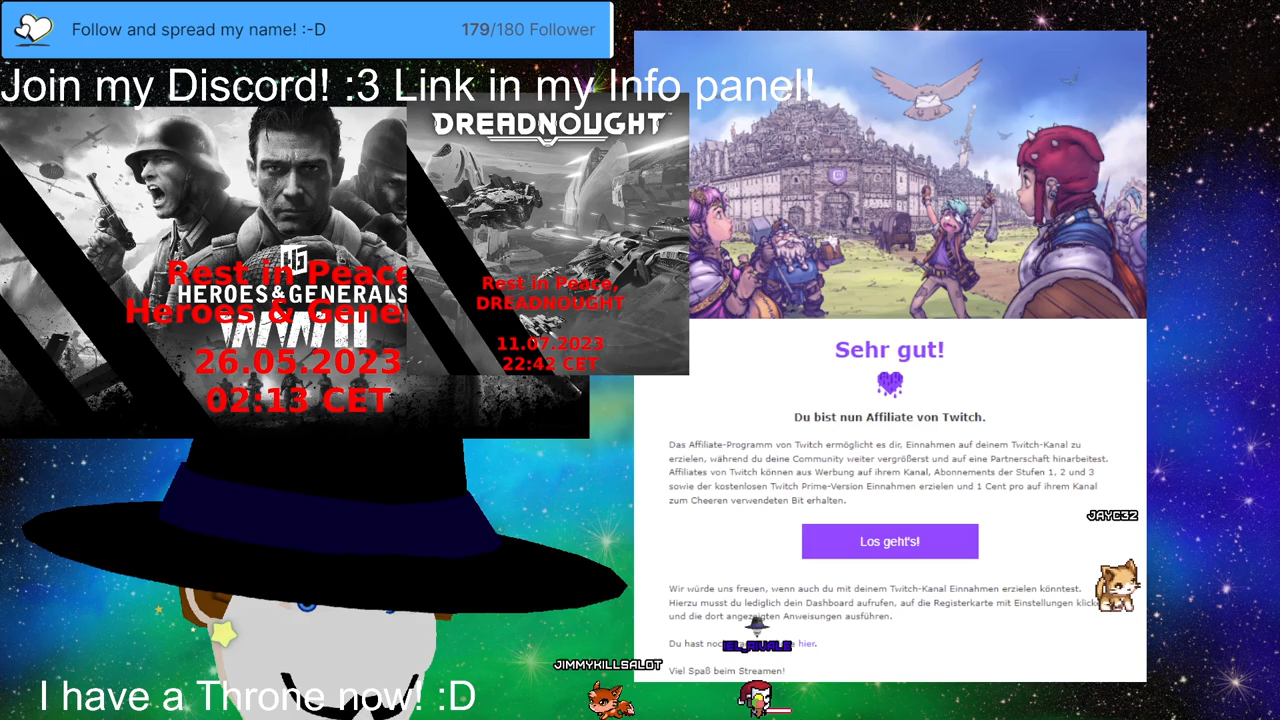 Follow and spread my name! :-D
179/180 Follower
Join my Discord! :3 Link in my Info panel!
DREADNOUGHT
Rest in Peace
HEROES & GENERALS
Heroes & Gener
WWII
26.05.2023
02:13 CET
Rest in Peace,
DREADNOUGHT
11.07.2023
22:42 CET
Sehr gut!
Du bist nun Affiliate von Twitch.
Das Affiliate-Programm von Twitch ermöglicht es dir, Einnahmen auf deinem Twitch-Kanal zu
erzielen, während du deine Community weiter vergrößerst und auf eine Partnerschaft hinarbeitest.
Affiliates von Twitch können aus Werbung auf ihrem Kanal, Abonnements der Stufen 1, 2 und 3
sowie der kostenlosen Twitch Prime-Version Einnahmen erzielen und 1 Cent pro auf ihrem Kanal
zum Cheeren verwendeten Bit erhalten.
JAYC32
Los geht's!
Wir würde uns freuen, wenn auch du mit deinem Twitch-Kanal Einnahmen erzielen könntest.
Hierzu musst du lediglich dein Dashboard aufrufen, auf die Registerkarte mit Einstellungen klick
und die dort angezeigten Anweisungen ausführen.
Du hast noc hier.
JIMMYKILLSALOT
Viel Spaß beim Streamen!
I have a Throne now! :D